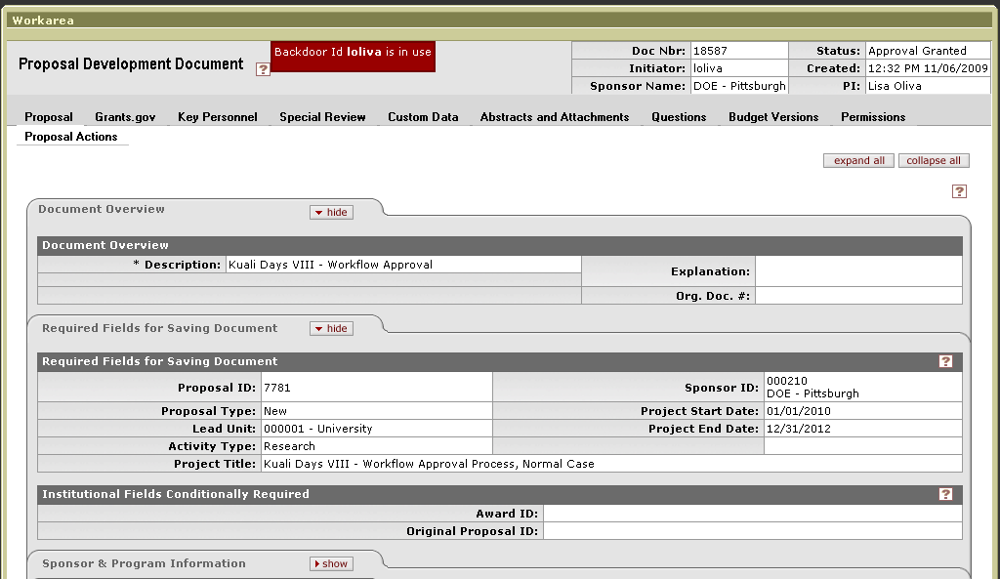 Workarea
Proposal Development Document ? Backdoor Id loliva is in use
Doc Nbr: 18587 Status: Approval Granted
Initiator: loliva Created: 12:32 PM 11/06/2009
Sponsor Name: DOE - Pittsburgh PI: Lisa Oliva
Proposal Grants.gov Key Personnel Special Review Custom Data Abstracts and Attachments Questions Budget Versions Permissions
Proposal Actions
expand all collapse all
?
Document Overview hide
Document Overview
* Description: Kuali Days VIII - Workflow Approval Explanation:
Org. Doc. #:
Required Fields for Saving Document hide
Required Fields for Saving Document ?
Proposal ID: 7781 Sponsor ID: 000210
DOE - Pittsburgh
Proposal Type: New Project Start Date: 01/01/2010
Lead Unit: 000001 - University Project End Date: 12/31/2012
Activity Type: Research
Project Title: Kuali Days VIII - Workflow Approval Process, Normal Case
Institutional Fields Conditionally Required ?
Award ID:
Original Proposal ID:
Sponsor & Program Information show